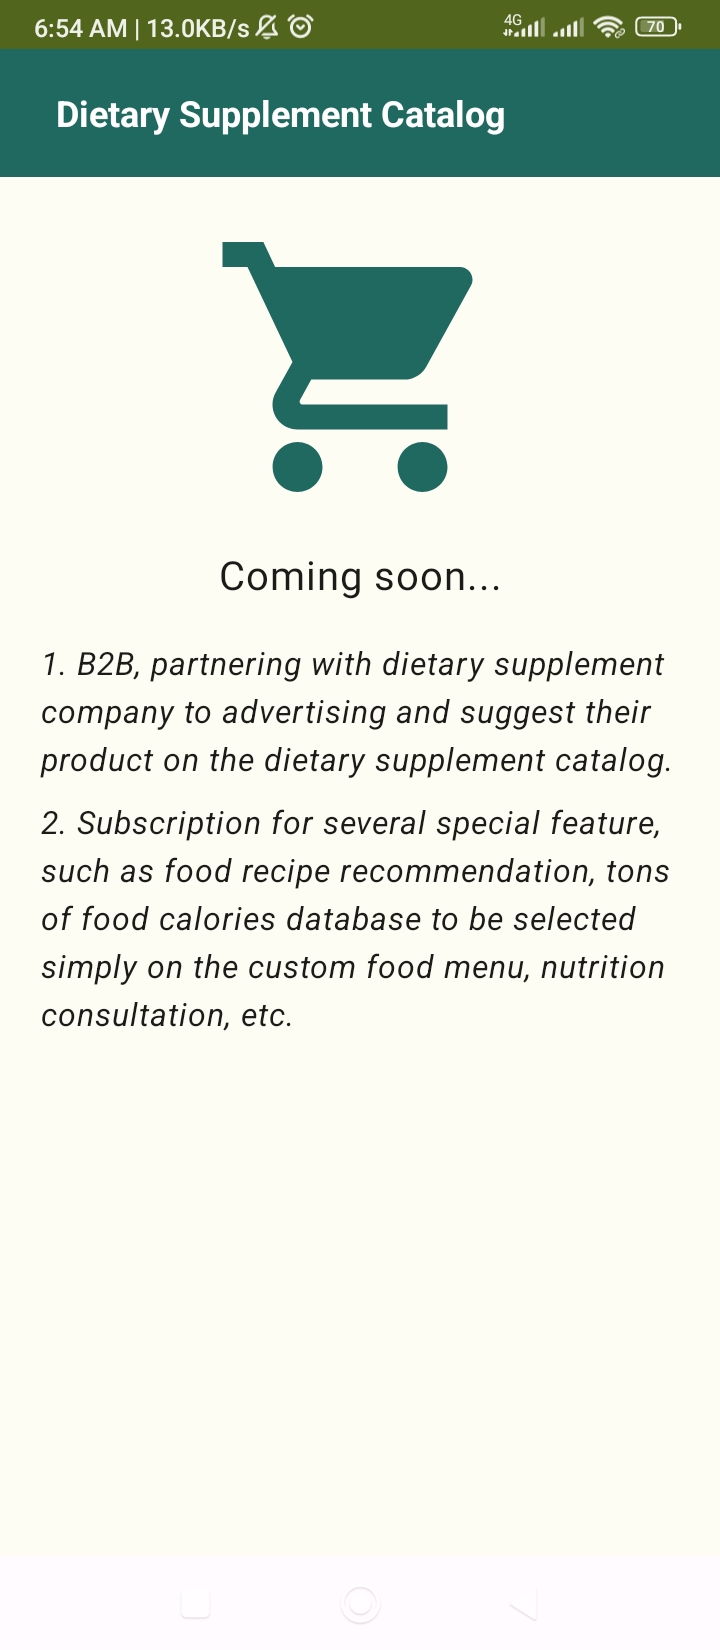 6:54 AM | 13.0KB/s 4G 70
Dietary Supplement Catalog
Coming soon...
1. B2B, partnering with dietary supplement
company to advertising and suggest their
product on the dietary supplement catalog.
2. Subscription for several special feature,
such as food recipe recommendation, tons
of food calories database to be selected
simply on the custom food menu, nutrition
consultation, etc.